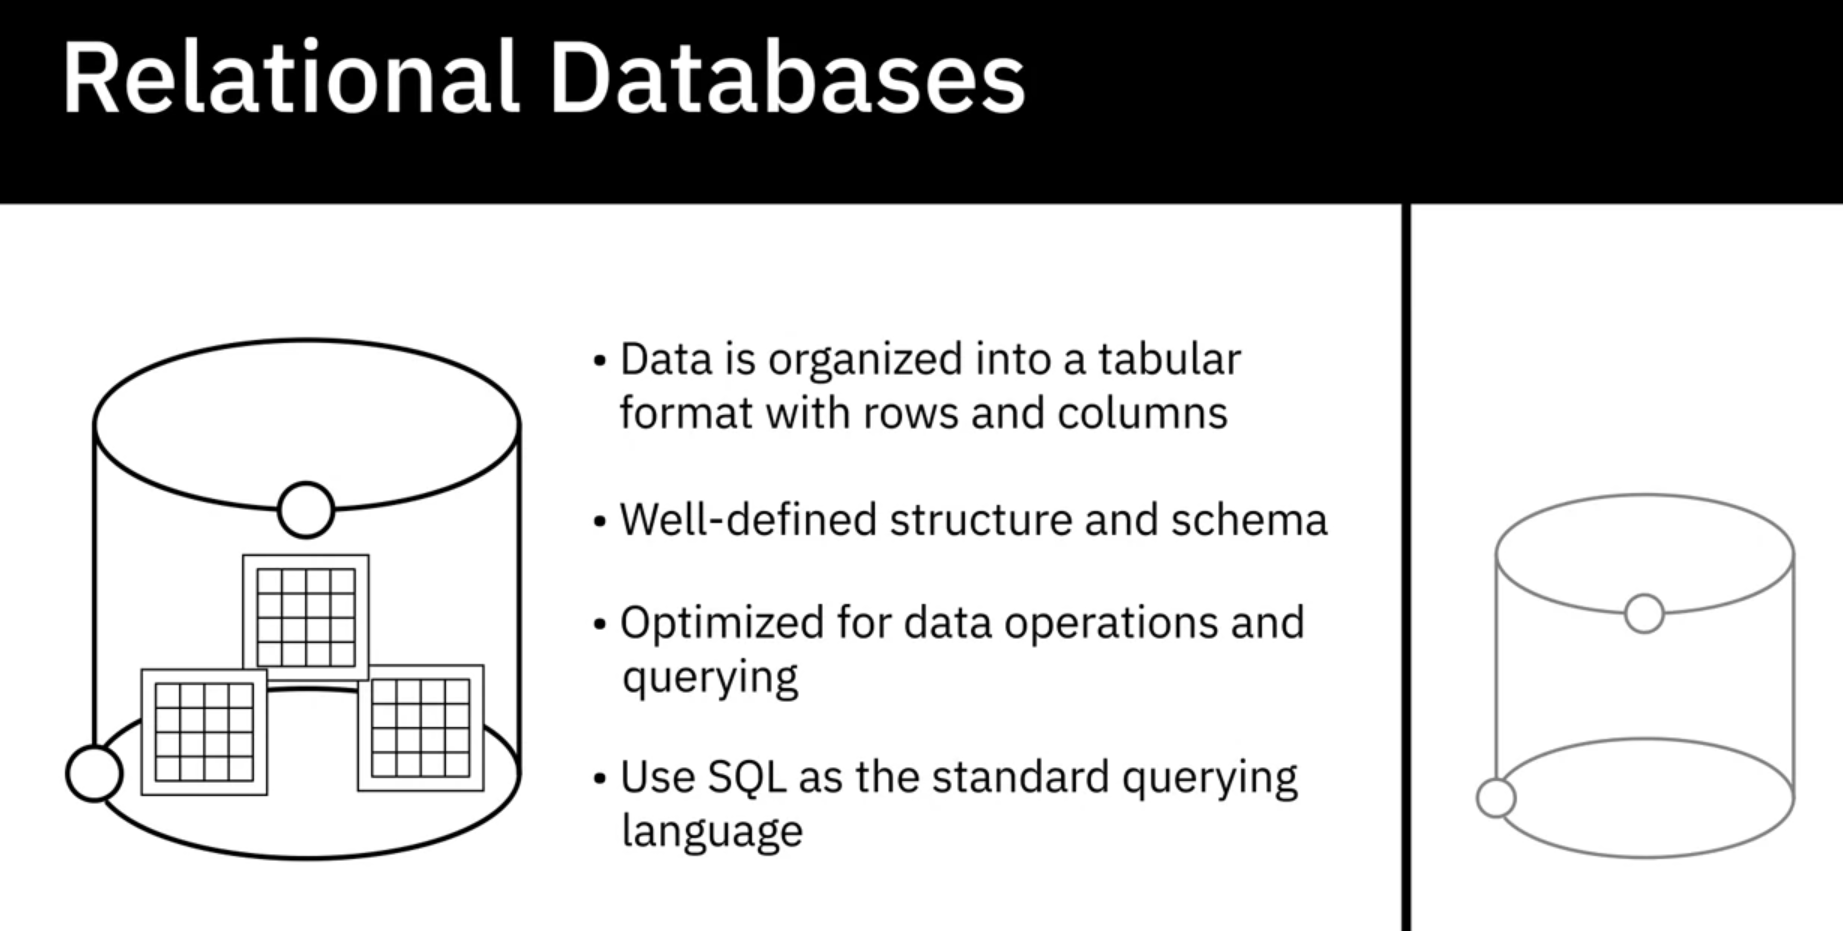 Relational Databases
• Data is organized into a tabular
format with rows and columns
• Well-defined structure and schema
• Optimized for data operations and
querying
• Use SQL as the standard querying
language